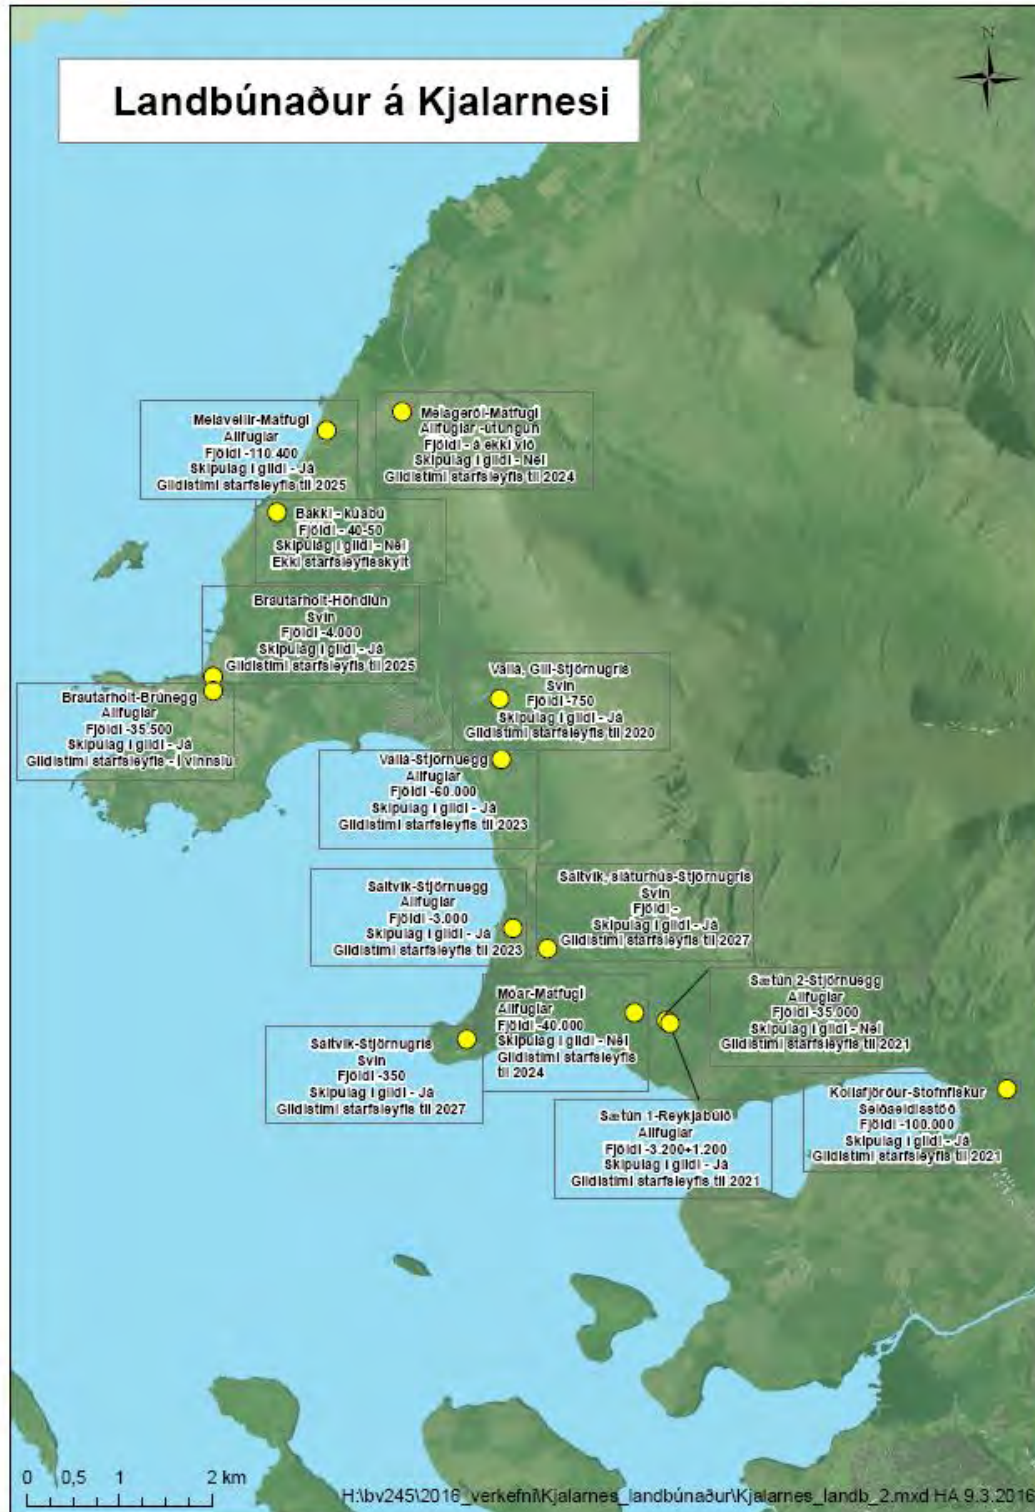 Landbúnaður á Kjalarnesi
N
Melavellir-Matfugl
Alifuglar
Fjöldi -110.400
Skipulag í gildi - Já
Gildistími starfsleyfis til 2025
Melagerði-Matfugl
Alifuglar -útungun
Fjöldi - á ekki við
Skipulag í gildi - Nei
Gildistími starfsleyfis til 2024
Bakki - kúabú
Fjöldi - 40-50
Skipulag í gildi - Nei
Ekki starfsleyfisskylt
Brautarholt-Höndlun
Svín
Fjöldi -4.000
Skipulag í gildi - Já
Gildistími starfsleyfis til 2025
Brautarholt-Brúnegg
Alifuglar
Fjöldi -35.500
Skipulag í gildi - Já
Gildistími starfsleyfis - í vinnslu
Vallá, Gill-Stjörnugrís
Svín
Fjöldi -750
Skipulag í gildi - Já
Gildistími starfsleyfis til 2020
Vallá-Stjörnuegg
Alifuglar
Fjöldi -60.000
Skipulag í gildi - Já
Gildistími starfsleyfis til 2023
Saltvík-Stjörnuegg
Alifuglar
Fjöldi -3.000
Skipulag í gildi - Já
Gildistími starfsleyfis til 2023
Saltvík, sláturhús-Stjörnugrís
Svín
Fjöldi -
Skipulag í gildi - Já
Gildistími starfsleyfis til 2027
Móar-Matfugl
Alifuglar
Fjöldi -40.000
Skipulag í gildi - Nei
Gildistími starfsleyfis
til 2024
Sætún 2-Stjörnuegg
Alifuglar
Fjöldi -35.000
Skipulag í gildi - Nei
Gildistími starfsleyfis til 2021
Saltvík-Stjörnugrís
Svín
Fjöldi -350
Skipulag í gildi - Já
Gildistími starfsleyfis til 2027
Sætún 1-Reykjabúið
Alifuglar
Fjöldi -3.200+1.200
Skipulag í gildi - Já
Gildistími starfsleyfis til 2021
Kollafjörður-Stofnfiskur
Seiðaeldisstöð
Fjöldi -100.000
Skipulag í gildi - Já
Gildistími starfsleyfis til 2021
0 0,5 1 2 km
H:\bv245\2016_verkefni\Kjalarnes_landbúnaður\Kjalarnes_landb_2.mxd HA 9.3.2016